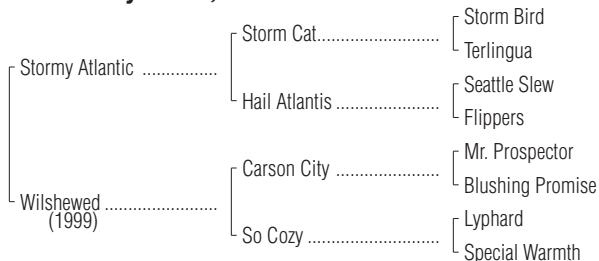 Storm Bird
Storm Cat........................
Terlingua
Stormy Atlantic ...............
Seattle Slew
Hail Atlantis .....................
Flippers
Mr. Prospector
Carson City .....................
Blushing Promise
Wilshewed ......................
(1999)
Lyphard
So Cozy ...........................
Special Warmth